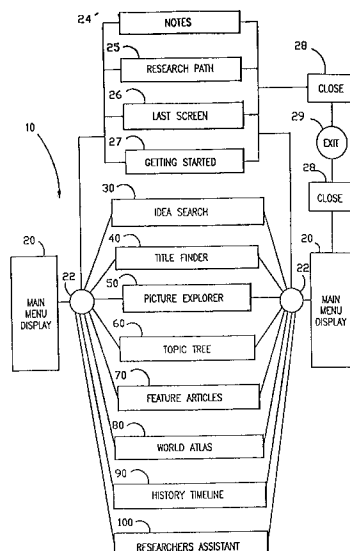 24
NOTES
25
RESEARCH PATH
26
LAST SCREEN
27
GETTING STARTED
28
CLOSE
29
EXIT
28
CLOSE
10
20
MAIN
MENU
DISPLAY
22
30
IDEA SEARCH
40
TITLE FINDER
50
PICTURE EXPLORER
60
TOPIC TREE
70
FEATURE ARTICLES
80
WORLD ATLAS
90
HISTORY TIMELINE
100
RESEARCHERS ASSISTANT
20
22
MAIN
MENU
DISPLAY